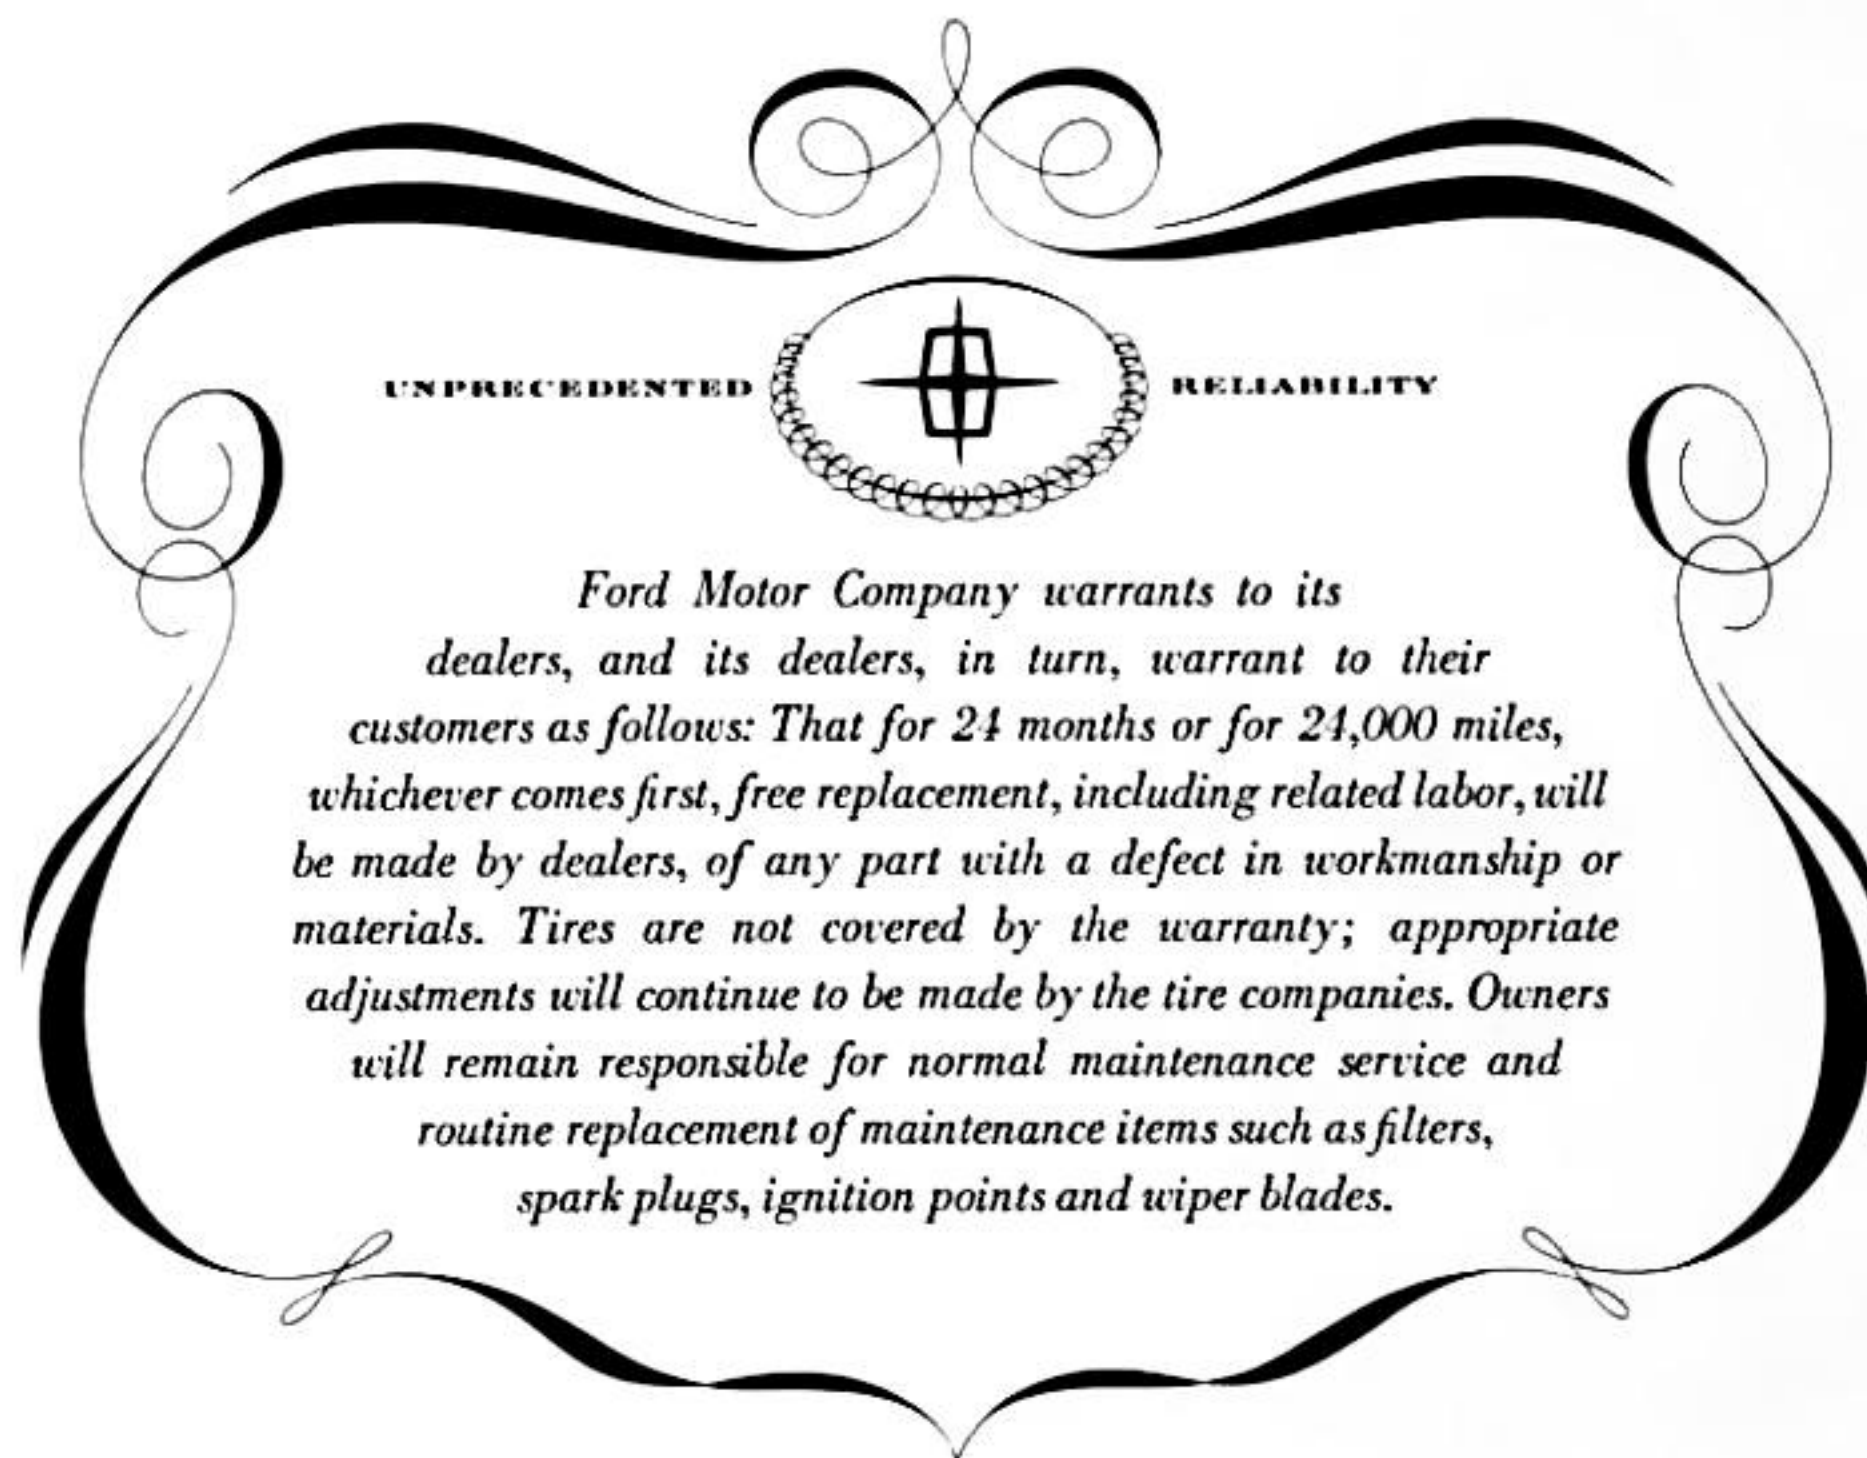 UNPRECEDENTED RELIABILITY
Ford Motor Company warrants to its
dealers, and its dealers, in turn, warrant to their
customers as follows: That for 24 months or for 24,000 miles,
whichever comes first, free replacement, including related labor, will
be made by dealers, of any part with a defect in workmanship or
materials. Tires are not covered by the warranty; appropriate
adjustments will continue to be made by the tire companies. Owners
will remain responsible for normal maintenance service and
routine replacement of maintenance items such as filters,
spark plugs, ignition points and wiper blades.